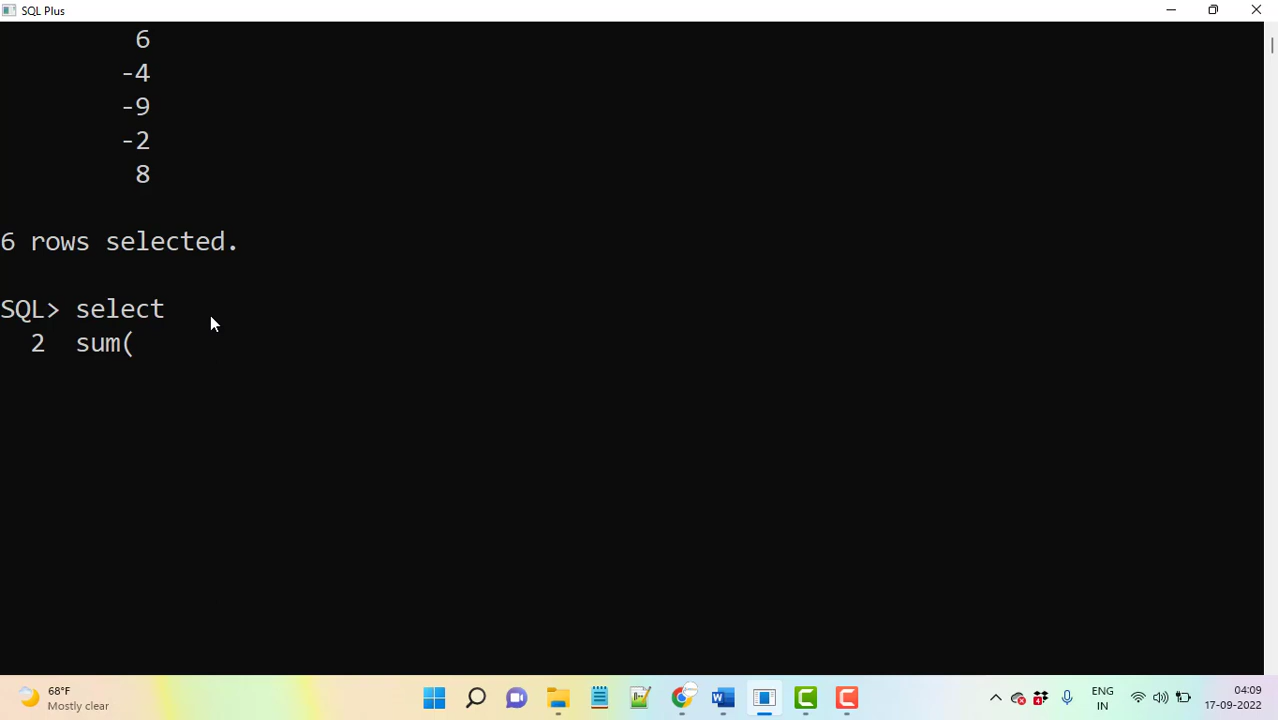 SQL Plus
6
-4
-9
-2
8
6 rows selected.
SQL> select
2 sum(
68°F
Mostly clear
4
ENG
IN
04:09
17-09-2022